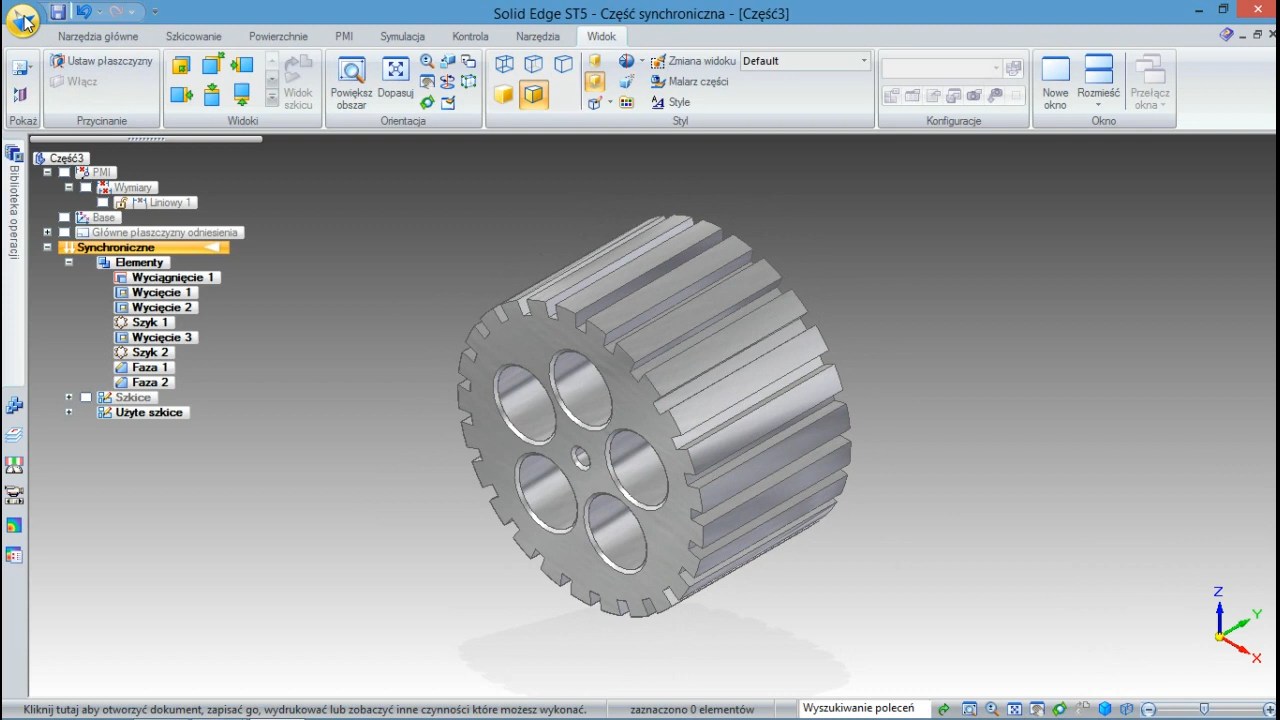 Solid Edge ST5 - Część synchroniczna - [Część3]
Narzędzia główne Szkicowanie Powierzchnie PMI Symulacja Kontrola Narzędzia Widok
Ustaw płaszczyzny
Włącz
Pokaż
Przycinanie
Widok szkicu
Widoki
Powiększ obszar
Dopasuj
Orientacja
Zmiana widoku Default
Malarz części
Style
Styl
Konfiguracje
Nowe okno
Rozmieść
Przełącz okna
Okno
Biblioteka operacji
Część3
PMI
Wymiary
Liniowy 1
Base
Główne płaszczyzny odniesienia
Synchroniczne
Elementy
Wyciągnięcie 1
Wycięcie 1
Wycięcie 2
Szyk 1
Wycięcie 3
Szyk 2
Faza 1
Faza 2
Szkice
Użyte szkice
Z
Y
X
Kliknij tutaj aby otworzyć dokument, zapisać go, wydrukować lub zobaczyć inne czynności które możesz wykonać. zaznaczono 0 elementów Wyszukiwanie poleceń